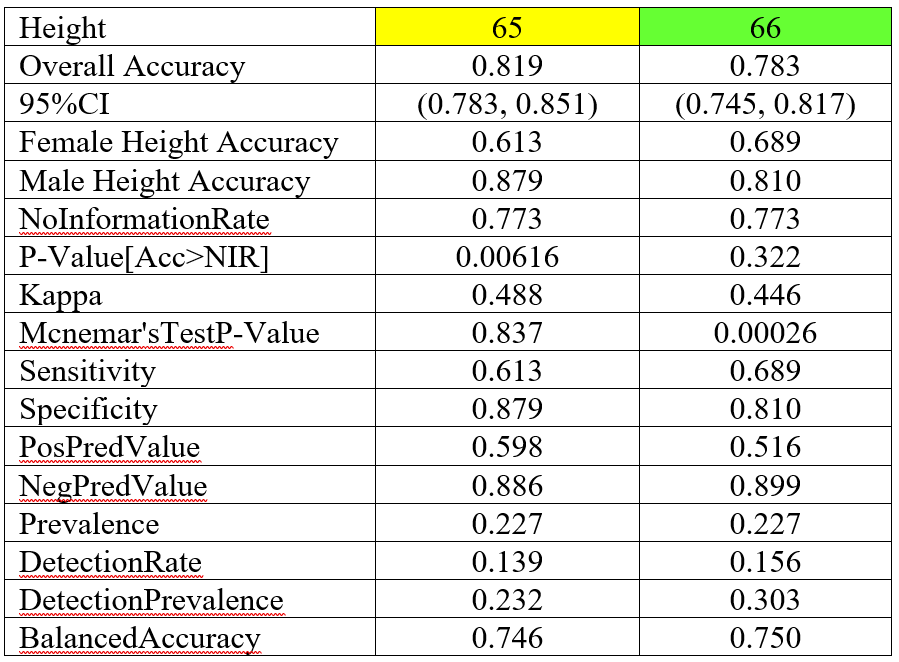 Height 65 66
Overall Accuracy 0.819 0.783
95%CI (0.783, 0.851) (0.745, 0.817)
Female Height Accuracy 0.613 0.689
Male Height Accuracy 0.879 0.810
NoInformationRate 0.773 0.773
P-Value[Acc>NIR] 0.00616 0.322
Kappa 0.488 0.446
Mcnemar'sTestP-Value 0.837 0.00026
Sensitivity 0.613 0.689
Specificity 0.879 0.810
PosPredValue 0.598 0.516
NegPredValue 0.886 0.899
Prevalence 0.227 0.227
DetectionRate 0.139 0.156
DetectionPrevalence 0.232 0.303
BalancedAccuracy 0.746 0.750